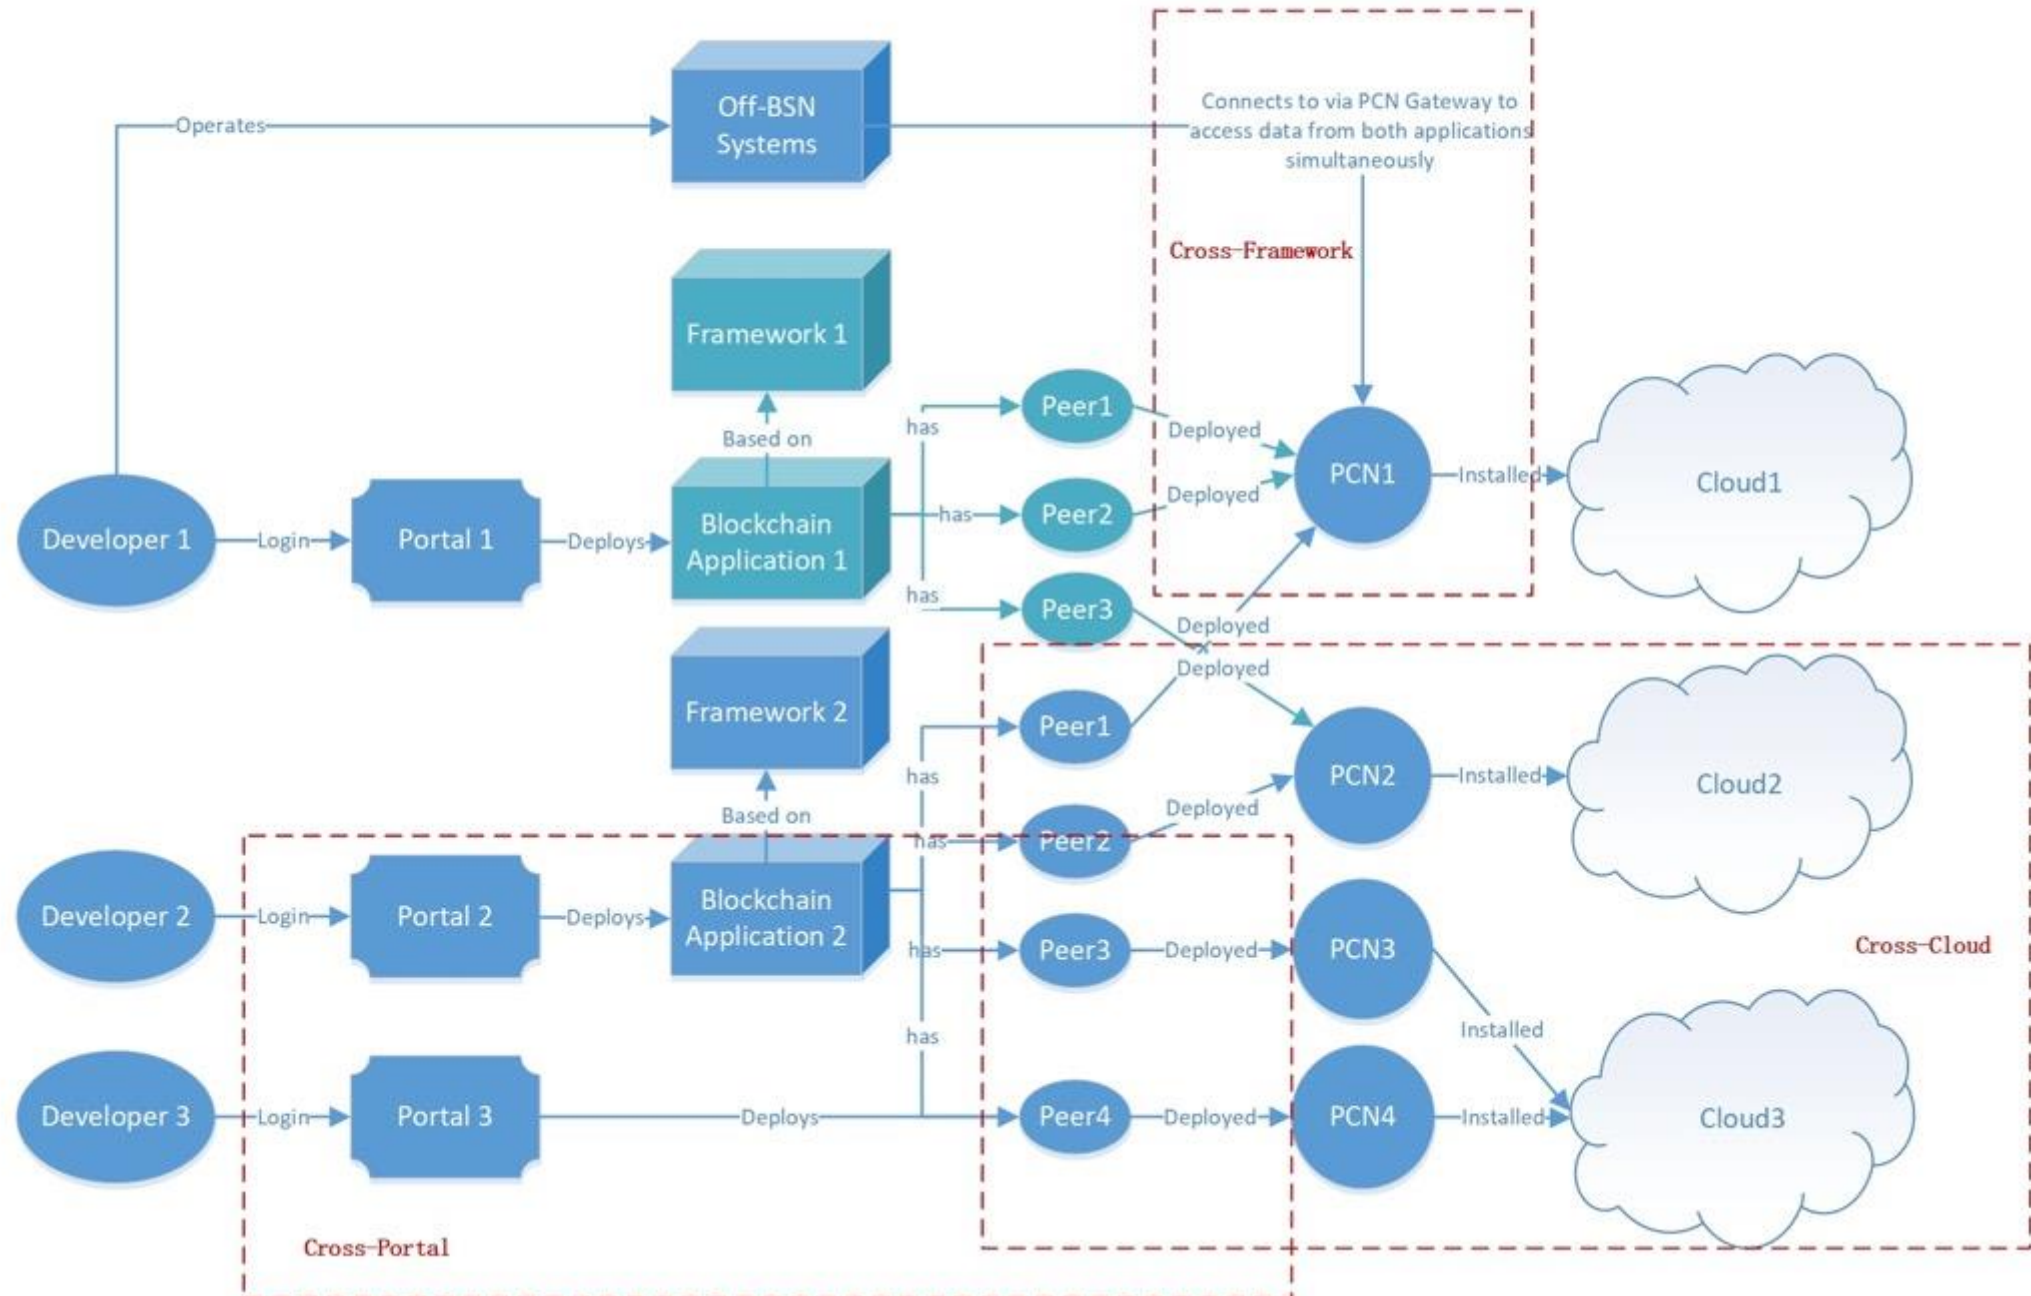 Off-BSN
Systems
Operates
Connects to via PCN Gateway to
access data from both applications
simultaneously
Cross-Framework
Framework 1
Based on
has
Peer1
Deployed
Developer 1
Login
Portal 1
Deploys
Blockchain
Application 1
has
Peer2
Deployed
PCN1
Installed
Cloud1
has
Peer3
Deployed
Deployed
Framework 2
Peer1
Based on
has
Peer2
Deployed
PCN2
Installed
Cloud2
has
Developer 2
Login
Portal 2
Deploys
Blockchain
Application 2
has
Peer3
Deployed
PCN3
Cross-Cloud
Installed
has
Developer 3
Login
Portal 3
Deploys
Peer4
Deployed
PCN4
Installed
Cloud3
Cross-Portal